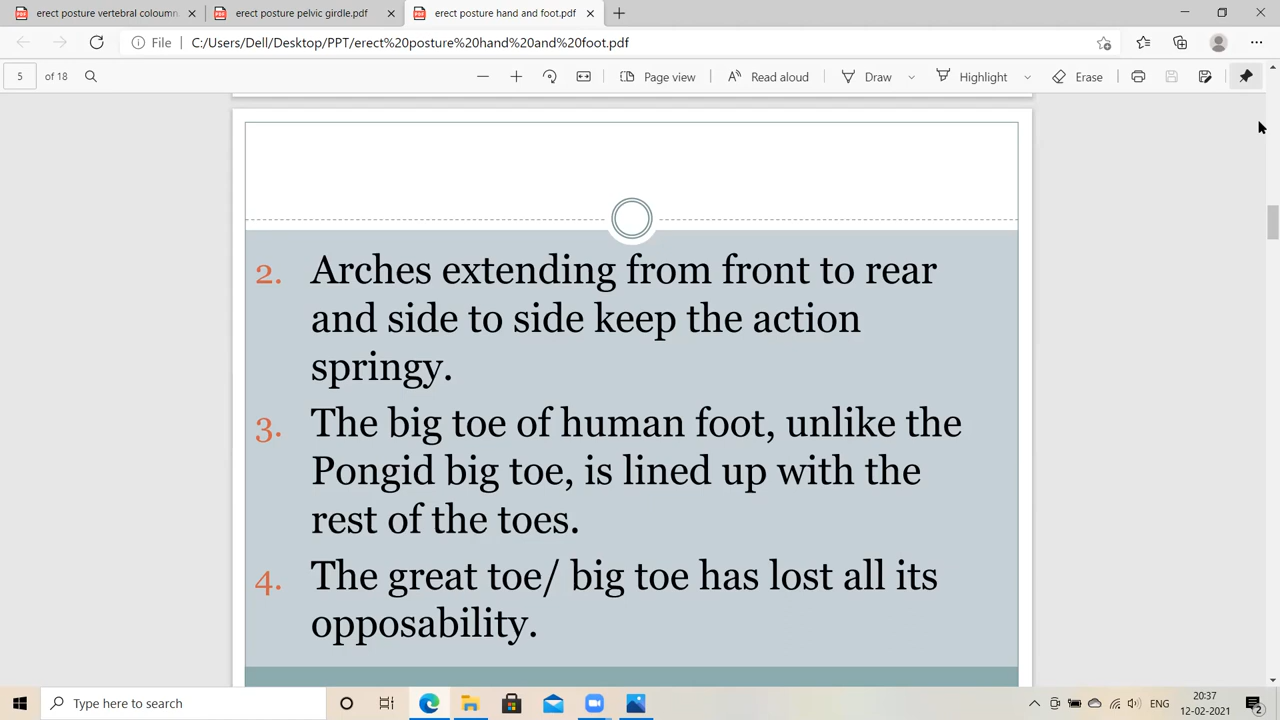 erect posture vertebral coloumn
erect posture pelvic girdle.pdf
erect posture hand and foot.pdf
File
C:/Users/Dell/Desktop/PPT/erect%20posture%20hand%20and%20foot.pdf
5 of 18
Page view
Read aloud
Draw
Highlight
Erase
2. Arches extending from front to rear
and side to side keep the action
springy.
3. The big toe of human foot, unlike the
Pongid big toe, is lined up with the
rest of the toes.
4. The great toe/ big toe has lost all its
opposability.
Type here to search
ENG
20:37
12-02-2021
2